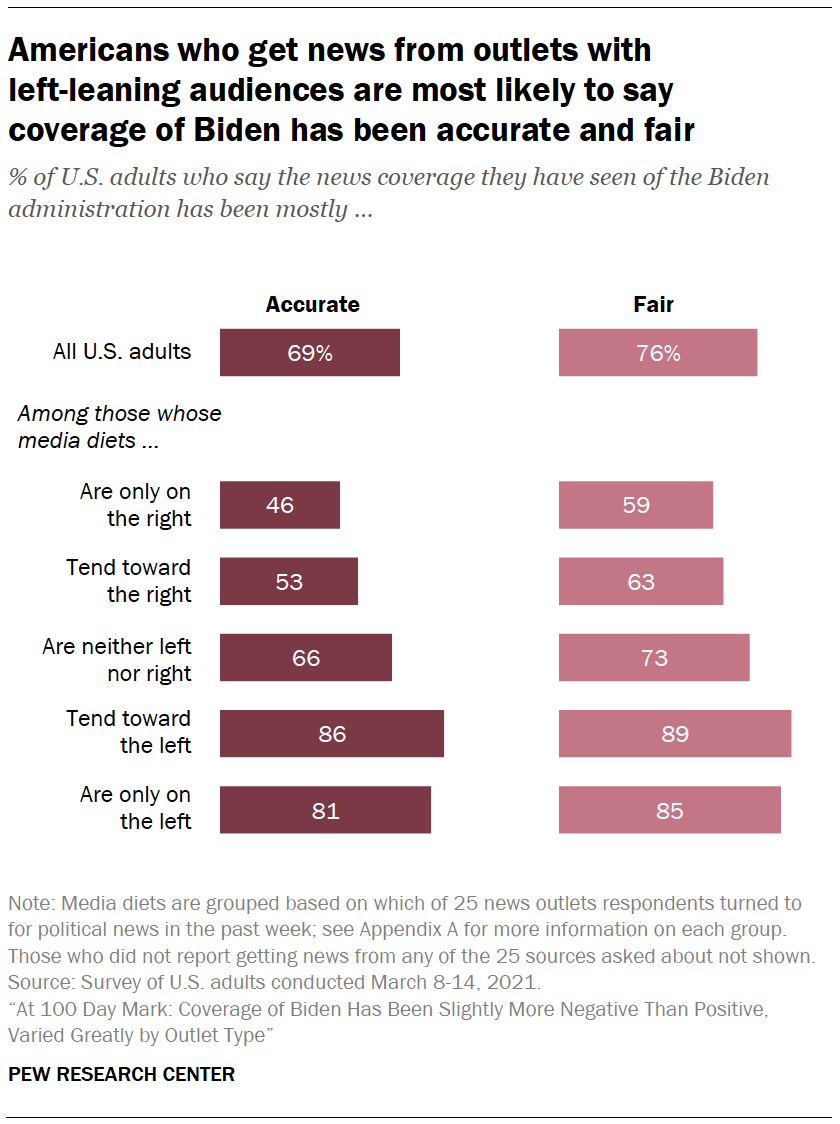 Americans who get news from outlets with
left-leaning audiences are most likely to say
coverage of Biden has been accurate and fair
% of U.S. adults who say the news coverage they have seen of the Biden
administration has been mostly ...
Accurate Fair
All U.S. adults 69% 76%
Among those whose
media diets ...
Are only on
the right
46 59
Tend toward
the right
53 63
Are neither left
nor right
66 73
Tend toward
the left
86 89
Are only on
the left
81 85
Note: Media diets are grouped based on which of 25 news outlets respondents turned to
for political news in the past week; see Appendix A for more information on each group.
Those who did not report getting news from any of the 25 sources asked about not shown.
Source: Survey of U.S. adults conducted March 8-14, 2021.
“At 100 Day Mark: Coverage of Biden Has Been Slightly More Negative Than Positive,
Varied Greatly by Outlet Type”
PEW RESEARCH CENTER